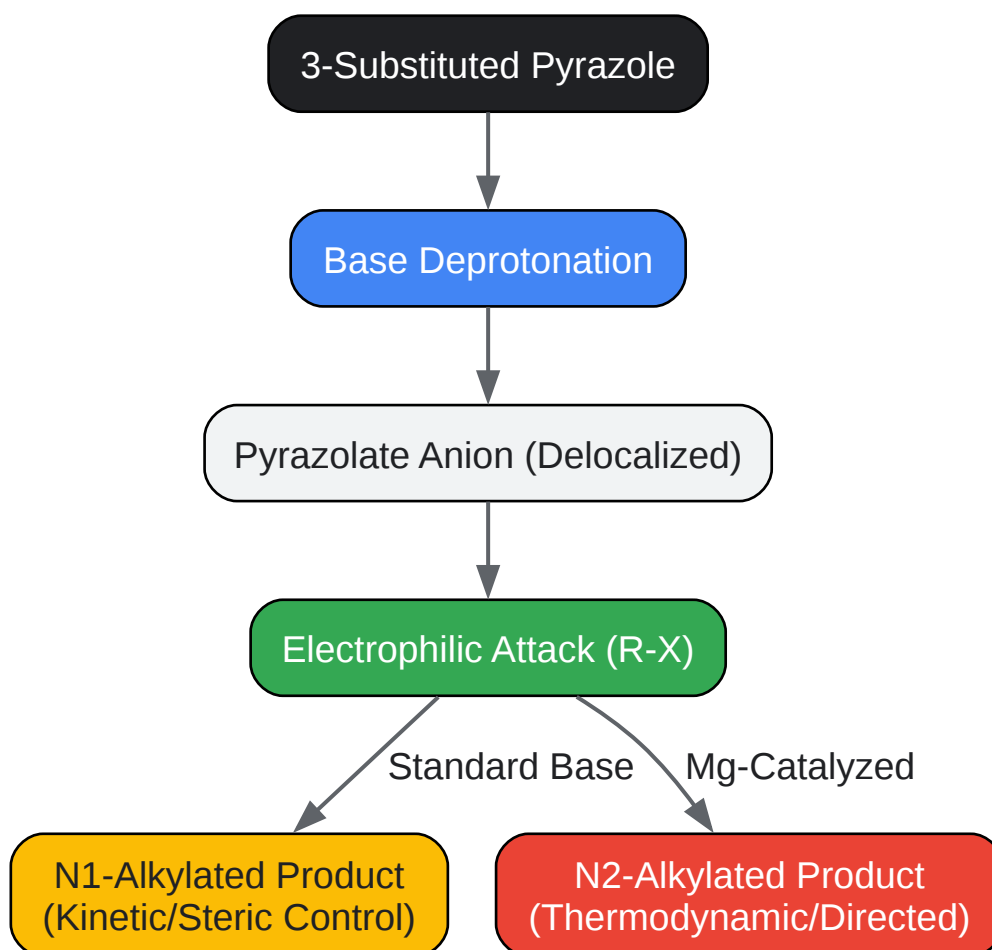 3-Substituted Pyrazole
Base Deprotonation
Pyrazolate Anion (Delocalized)
Electrophilic Attack (R-X)
Standard Base
Mg-Catalyzed
N1-Alkylated Product
(Kinetic/Steric Control)
N2-Alkylated Product
(Thermodynamic/Directed)